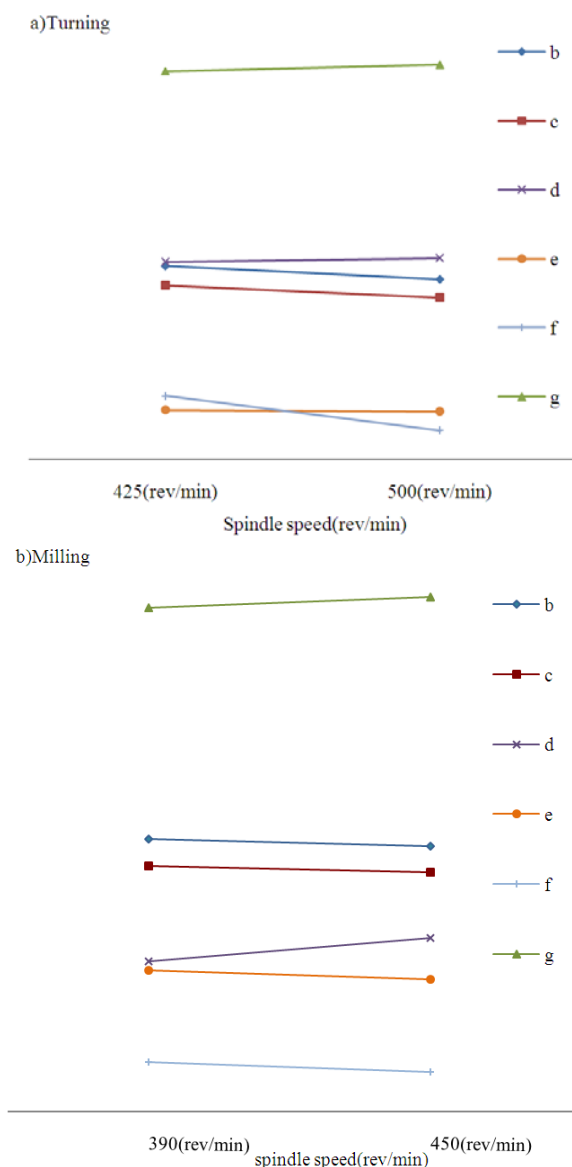 a)Turning
b
c
d
e
f
g
425(rev/min)
500(rev/min)
Spindle speed(rev/min)
b)Milling
b
c
d
e
f
g
390(rev/min)
450(rev/min)
spindle speed(rev/min)